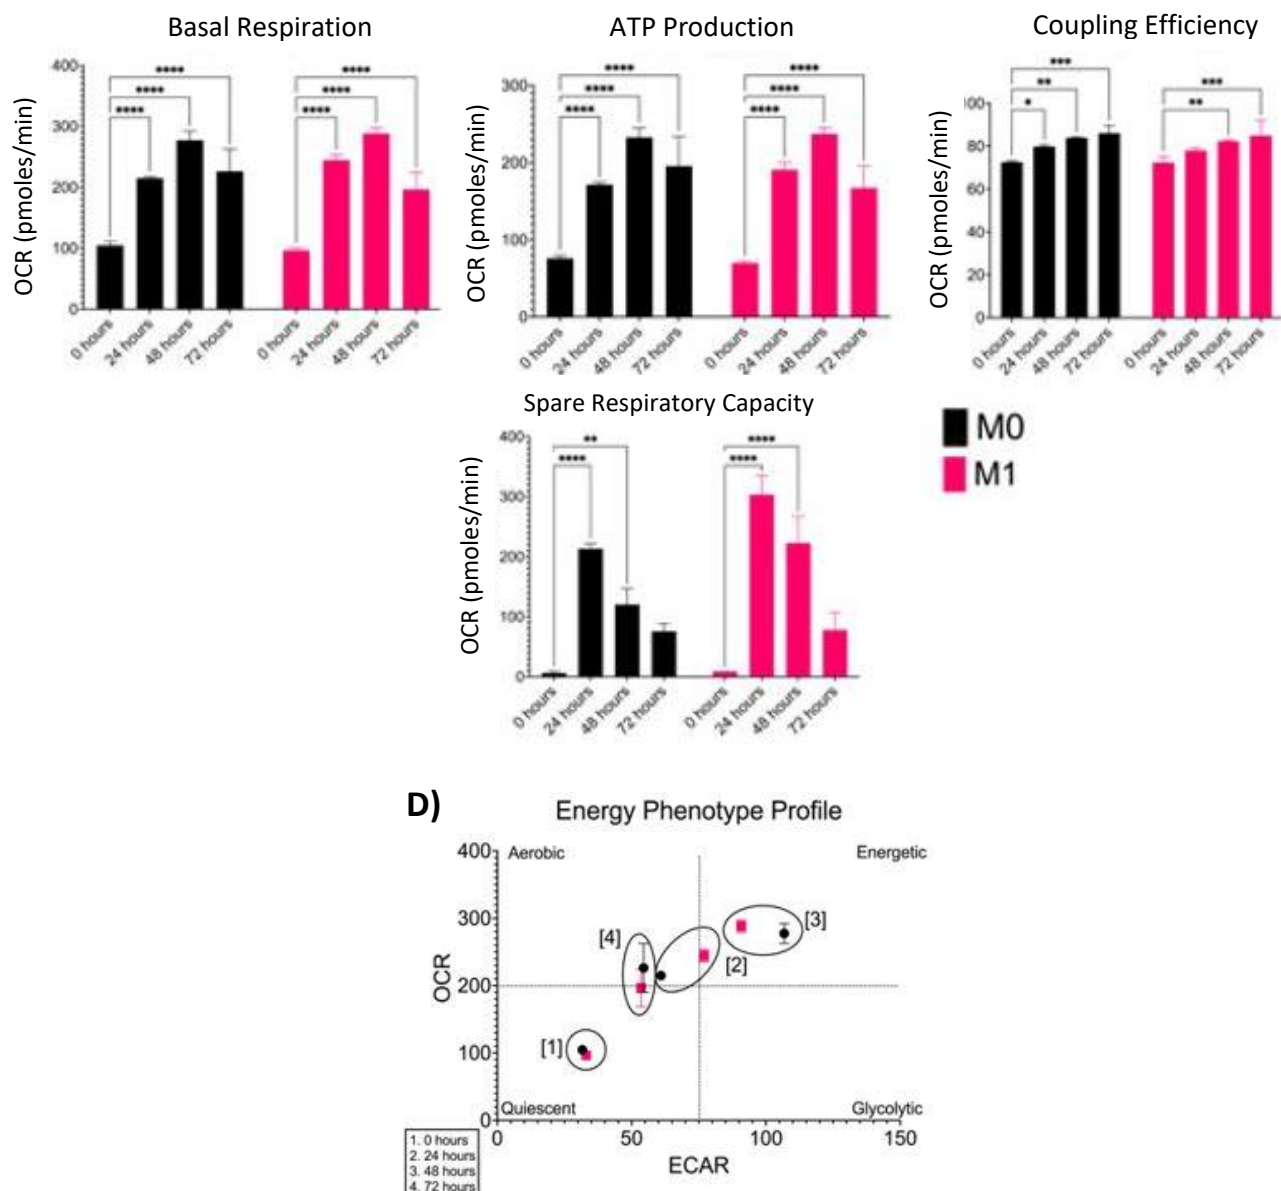 Basal Respiration
OCR (pmoles/min)
400
300
200
100
0
****
****
****
****
****
****
0 hours
24 hours
48 hours
72 hours
0 hours
24 hours
48 hours
72 hours
ATP Production
OCR (pmoles/min)
300
200
100
0
****
****
****
****
****
****
0 hours
24 hours
48 hours
72 hours
0 hours
24 hours
48 hours
72 hours
Coupling Efficiency
OCR (pmoles/min)
00
80
60
40
20
0
***
**
*
***
**
0 hours
24 hours
48 hours
72 hours
0 hours
24 hours
48 hours
72 hours
Spare Respiratory Capacity
OCR (pmoles/min)
400
300
200
100
0
**
****
****
****
0 hours
24 hours
48 hours
72 hours
0 hours
24 hours
48 hours
72 hours
M0
M1
D)
Energy Phenotype Profile
OCR
400
300
200
100
0
Aerobic
Energetic
[3]
[4]
[2]
[1]
Quiescent
Glycolytic
0
50
100
150
ECAR
1. 0 hours
2. 24 hours
3. 48 hours
4. 72 hours